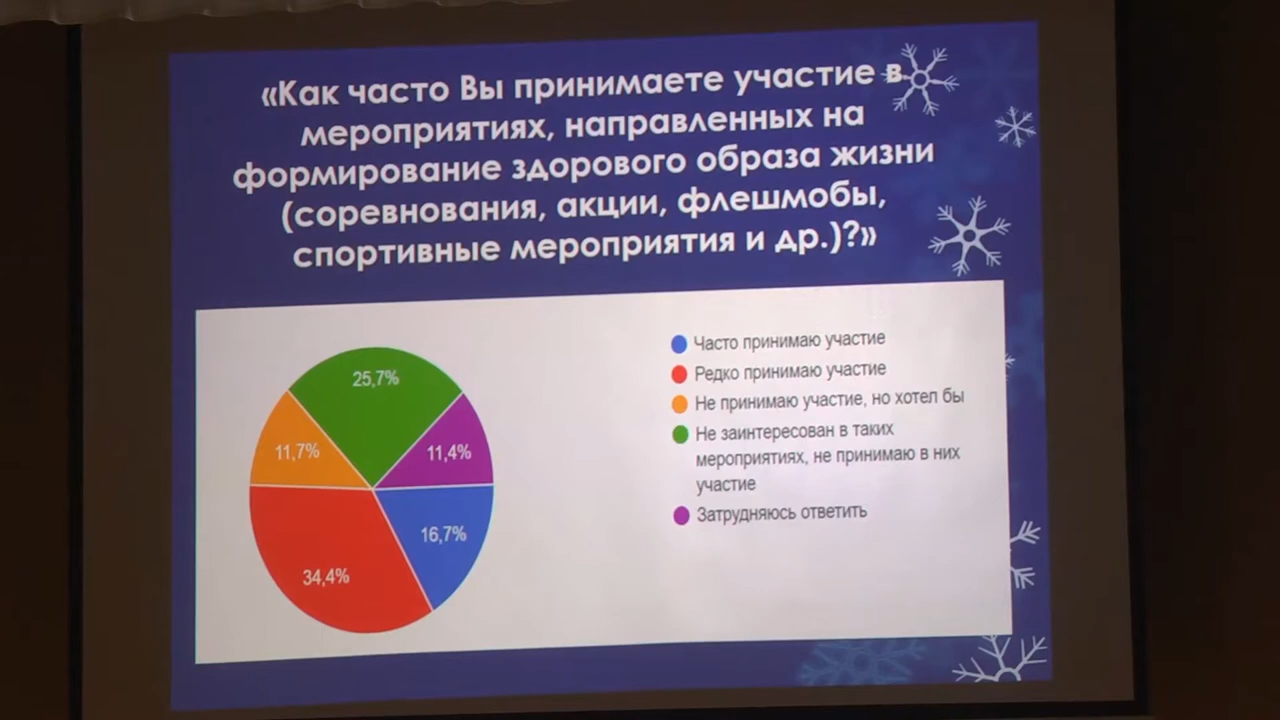 «Как часто Вы принимаете участие в
мероприятиях, направленных на
формирование здорового образа жизни
(соревнования, акции, флешмобы,
спортивные мероприятия и др.)?»
25,7%
11,7%
11,4%
16,7%
34,4%
Часто принимаю участие
Редко принимаю участие
Не принимаю участие, но хотел бы
Не заинтересован в таких
мероприятиях, не принимаю в них
участие
Затрудняюсь ответить